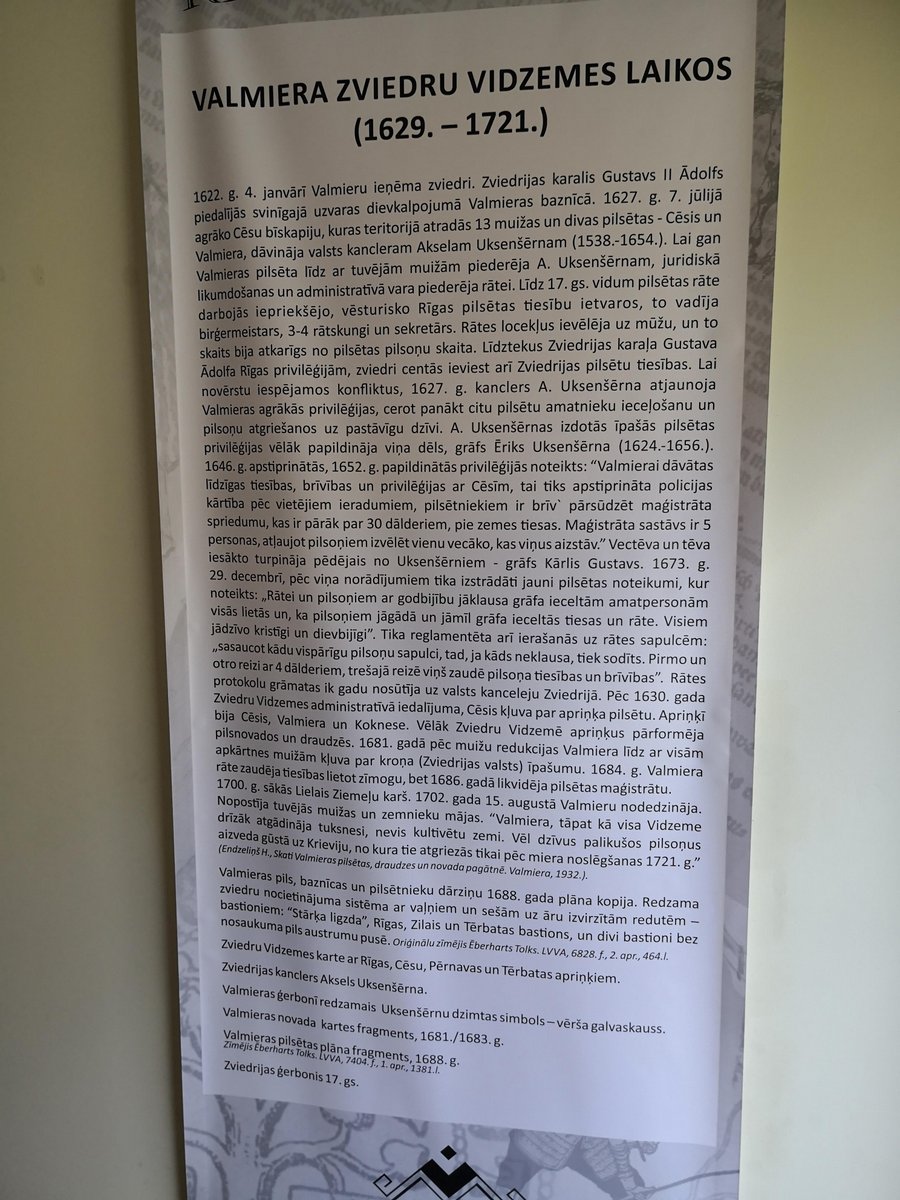 VALMIERA ZVIEDRU VIDZEMES LAIKOS
(1629. – 1721.)
1622. g. 4. janvārī Valmieru ieņēma zviedri. Zviedrijas karalis Gustavs II Ādolfs
piedalījās svinīgajā uzvaras dievkalpojumā Valmieras baznīcā. 1627. g. 7. jūlijā
agrāko Cēsu bīskapiju, kuras teritorijā atradās 13 muižas un divas pilsētas - Cēsis un
Valmiera, dāvināja valsts kancleram Akselam Uksenšērnam (1538.-1654.). Lai gan
Valmieras pilsēta līdz ar tuvējām muižām piederēja A. Uksenšērnam, juridiskā
likumdošanas un administratīvā vara piederēja rātei. Līdz 17. gs. vidum pilsētas rāte
darbojās iepriekšējo, vēsturisko Rīgas pilsētas tiesību ietvaros, to vadīja
birģermeistars, 3-4 rātskungi un sekretārs. Rātes locekļus ievēlēja uz mūžu, un to
skaits bija atkarīgs no pilsētas pilsoņu skaita. Līdztekus Zviedrijas karaļa Gustava
Ādolfa Rīgas privilēģijām, zviedri centās ieviest arī Zviedrijas pilsētu tiesības. Lai
novērstu iespējamos konfliktus, 1627. g. kanclers A. Uksenšērna atjaunoja
Valmieras agrākās privilēģijas, cerot panākt citu pilsētu amatnieku ieceļošanu un
pilsoņu atgriešanos uz pastāvīgu dzīvi. A. Uksenšērnas izdotās īpašās pilsētas
privilēģijas vēlāk papildināja viņa dēls, grāfs Ēriks Uksenšērna (1624.-1656.).
1646. g. apstiprinātās, 1652. g. papildinātās privilēģijās noteikts: “Valmierai dāvātas
līdzīgas tiesības, brīvības un privilēģijas ar Cēsīm, tai tiks apstiprināta policijas
kārtība pēc vietējiem ieradumiem, pilsētniekiem ir brīv` pārsūdzēt maģistrāta
spriedumu, kas ir pārāk par 30 dālderiem, pie zemes tiesas. Maģistrāta sastāvs ir 5
personas, atļaujot pilsoņiem izvēlēt vienu vecāko, kas viņus aizstāv.” Vectēva un tēva
iesākto turpināja pēdējais no Uksenšērniem - grāfs Kārlis Gustavs. 1673. g.
29. decembrī, pēc viņa norādījumiem tika izstrādāti jauni pilsētas noteikumi, kur
noteikts: „Rātei un pilsoņiem ar godbijību jāklausa grāfa ieceltām amatpersonām
visās lietās un, ka pilsoņiem jāgādā un jāmīl grāfa ieceltās tiesas un rāte. Visiem
jādzīvo kristīgi un dievbijīgi”. Tika reglamentēta arī ierašanās uz rātes sapulcēm:
„sasaucot kādu vispārīgu pilsoņu sapulci, tad, ja kāds neklausa, tiek sodīts. Pirmo un
otro reizi ar 4 dālderiem, trešajā reizē viņš zaudē pilsoņa tiesības un brīvības”. Rātes
protokolu grāmatas ik gadu nosūtīja uz valsts kanceleju Zviedrijā. Pēc 1630. gada
Zviedru Vidzemes administratīvā iedalījuma, Cēsis kļuva par apriņķa pilsētu. Apriņķī
bija Cēsis, Valmiera un Koknese. Vēlāk Zviedru Vidzemē apriņķus pārformēja
pilsnovados un draudzēs. 1681. gadā pēc muižu redukcijas Valmiera līdz ar visām
apkārtnes muižām kļuva par kroņa (Zviedrijas valsts) īpašumu. 1684. g. Valmiera
rāte zaudēja tiesības lietot zīmogu, bet 1686. gadā likvidēja pilsētas maģistrātu.
1700. g. sākās Lielais Ziemeļu karš. 1702. gada 15. augustā Valmieru nodedzināja.
Nopostīja tuvējās muižas un zemnieku mājas. “Valmiera, tāpat kā visa Vidzeme
drīzāk atgādināja tuksnesi, nevis kultivētu zemi. Vēl dzīvus palikušos pilsoņus
aizveda gūstā uz Krieviju, no kura tie atgriezās tikai pēc miera noslēgšanas 1721. g.”
(Endzeliņš H., Skati Valmieras pilsētas, draudzes un novada pagātnē. Valmiera, 1932.).
Valmieras pils, baznīcas un pilsētnieku dārziņu 1688. gada plāna kopija. Redzama
zviedru nocietinājuma sistēma ar vaļņiem un sešām uz āru izvirzītām redutēm –
bastioniem: “Stārķa ligzda”, Rīgas, Zilais un Tērbatas bastions, un divi bastioni bez
nosaukuma pils austrumu pusē. Oriģinālu zīmējis Ēberharts Tolks. LVVA, 6828. f., 2. apr., 464.l.
Zviedru Vidzemes karte ar Rīgas, Cēsu, Pērnavas un Tērbatas apriņķiem.
Zviedrijas kanclers Aksels Uksenšērna.
Valmieras ģerbonī redzamais Uksenšērnu dzimtas simbols – vērša galvaskauss.
Valmieras novada kartes fragments, 1681./1683. g.
Valmieras pilsētas plāna fragments, 1688. g.
Zīmējis Ēberharts Tolks. LVVA, 7404. f., 1. apr., 1381.l.
Zviedrijas ģerbonis 17. gs.